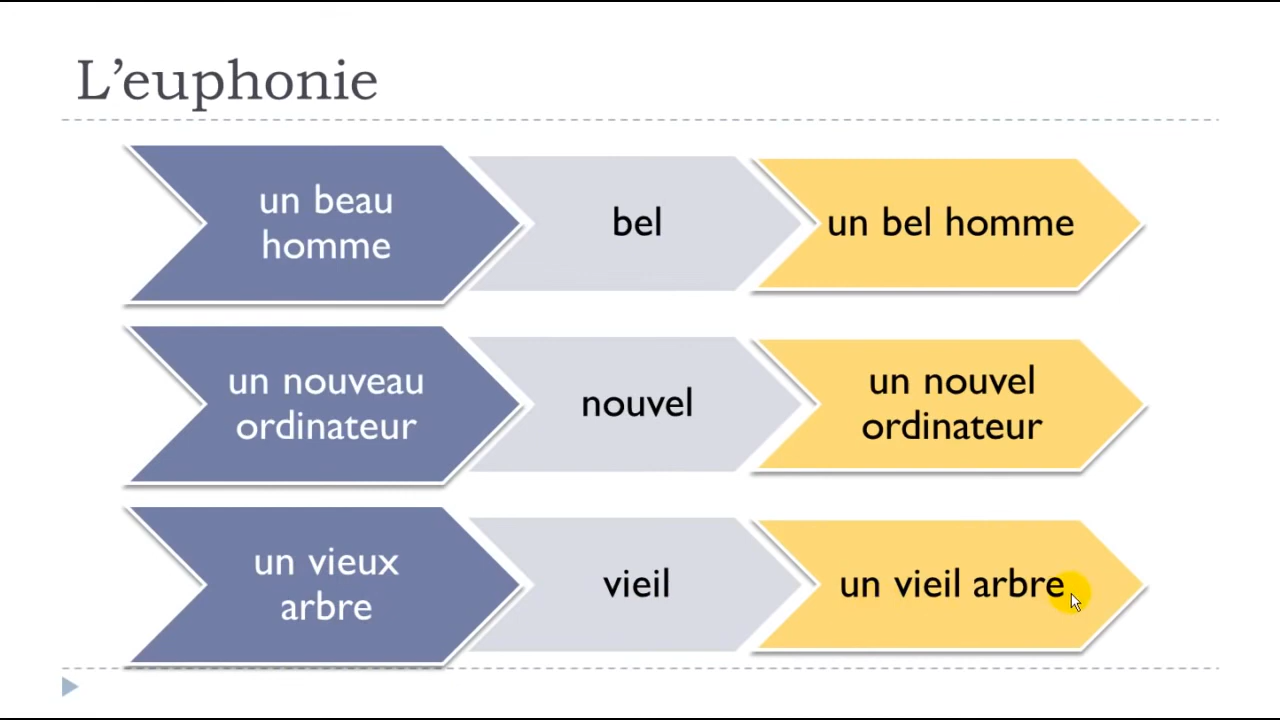 L’euphonie
un beau
homme
bel
un bel homme
un nouveau
ordinateur
nouvel
un nouvel
ordinateur
un vieux
arbre
vieil
un vieil arbre